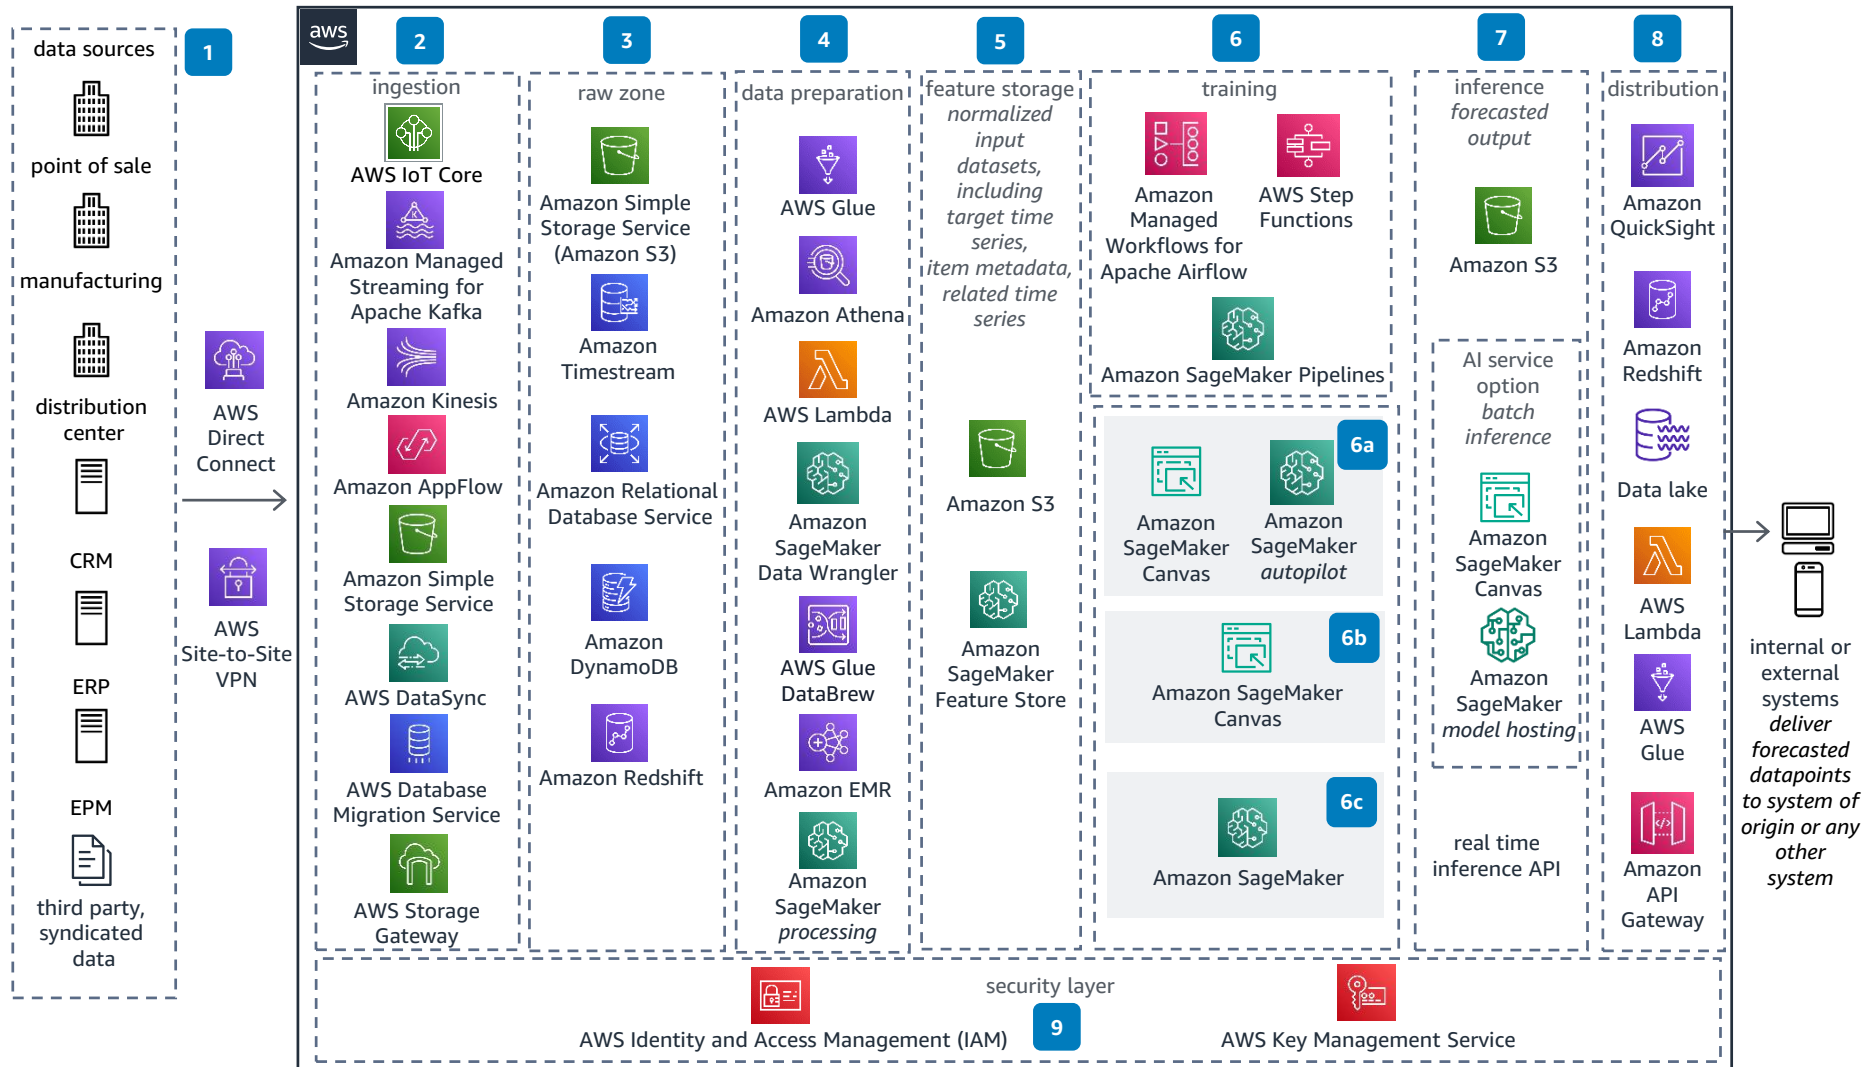 data sources
point of sale
manufacturing
distribution
center
CRM
ERP
EPM
third party,
syndicated
data
1
AWS
Direct
Connect
AWS
Site-to-Site
VPN
aws
2
ingestion
AWS IoT Core
Amazon Managed
Streaming for
Apache Kafka
Amazon Kinesis
Amazon AppFlow
Amazon Simple
Storage Service
AWS DataSync
AWS Database
Migration Service
AWS Storage
Gateway
3
raw zone
Amazon Simple
Storage Service
(Amazon S3)
Amazon
Timestream
Amazon Relational
Database Service
Amazon
DynamoDB
Amazon Redshift
4
data preparation
AWS Glue
Amazon Athena
AWS Lambda
Amazon
SageMaker
Data Wrangler
AWS Glue
DataBrew
Amazon EMR
Amazon
SageMaker
processing
5
feature storage
normalized
input
datasets,
including
target time
series,
item metadata,
related time
series
Amazon S3
Amazon
SageMaker
Feature Store
6
training
Amazon
Managed
Workflows for
Apache Airflow
AWS Step
Functions
Amazon SageMaker Pipelines
6a
Amazon
SageMaker
Canvas
Amazon
SageMaker
autopilot
6b
Amazon SageMaker
Canvas
6c
Amazon SageMaker
7
inference
forecasted
output
Amazon S3
AI service
option
batch
inference
Amazon
SageMaker
Canvas
Amazon
SageMaker
model hosting
real time
inference API
8
distribution
Amazon
QuickSight
Amazon
Redshift
Data lake
AWS
Lambda
AWS
Glue
Amazon
API
Gateway
internal or
external
systems
deliver
forecasted
datapoints
to system of
origin or any
other
system
security layer
9
AWS Identity and Access Management (IAM)
AWS Key Management Service